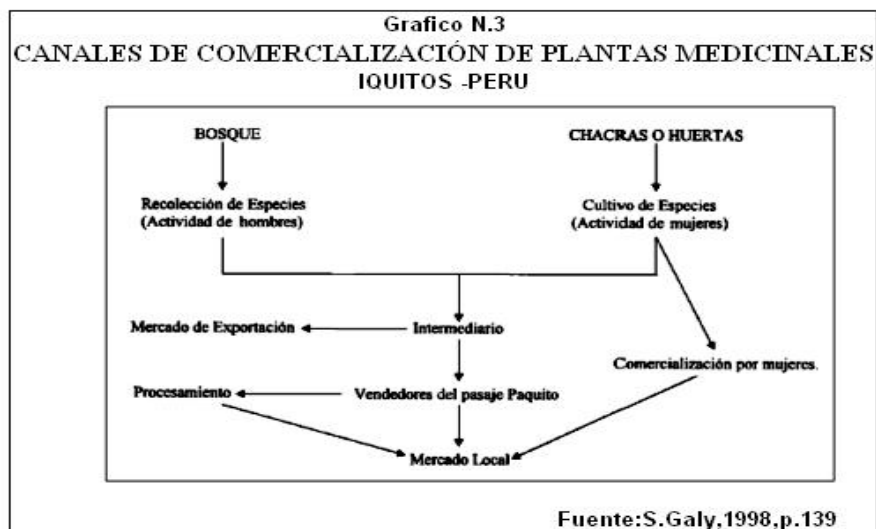 Grafico N.3
CANALES DE COMERCIALIZACIÓN DE PLANTAS MEDICINALES
IQUITOS -PERU
BOSQUE
CHACRAS O HUERTAS
Recolección de Especies
(Actividad de hombres)
Cultivo de Especies
(Actividad de mujeres)
Mercado de Exportación
Intermediario
Comercialización por mujeres.
Procesamiento
Vendedores del pasaje Paquito
Mercado Local
Fuente:S.Galy,1998,p.139